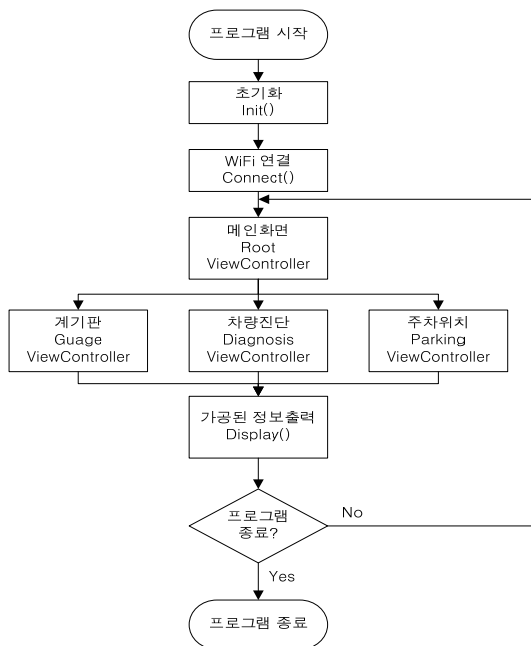 프로그램 시작
초기화
Init()
WiFi 연결
Connect()
메인화면
Root
ViewController
계기판
Guage
ViewController
차량진단
Diagnosis
ViewController
주차위치
Parking
ViewController
가공된 정보출력
Display()
프로그램
종료?
No
Yes
프로그램 종료